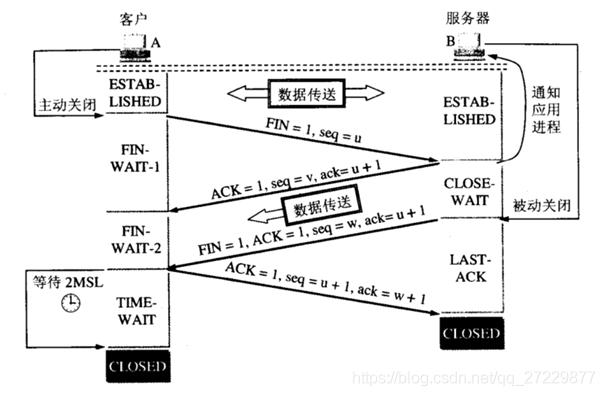 客户
服务器
A
B
ESTAB-
LISHED
数据传送
ESTAB-
LISHED
通知
应用
进程
主动关闭
FIN = 1, seq = u
FIN-
WAIT-1
ACK = 1, seq = v, ack= u + 1
CLOSE-
WAIT
数据传送
被动关闭
FIN-
WAIT-2
FIN = 1, ACK = 1, seq = w, ack= u + 1
LAST-
ACK
等待 2MSL
ACK = 1, seq = u + 1, ack = w + 1
TIME-
WAIT
CLOSED
CLOSED
https://blog.csdn.net/qq_27229877